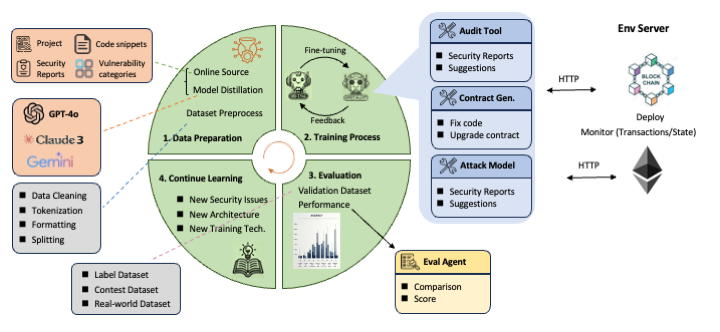 Project
Code snippets
Security
Reports
Vulnerability
categories
GPT-4o
Claude 3
Gemini
Data Cleaning
Tokenization
Formatting
Splitting
Label Dataset
Contest Dataset
Real-world Dataset
Online Source
Model Distillation
Dataset Preprocess
1. Data Preparation
Fine-tuning
Feedback
2. Training Process
4. Continue Learning
New Security Issues
New Architecture
New Training Tech.
3. Evaluation
Validation Dataset
Performance
Audit Tool
Security Reports
Suggestions
Contract Gen.
Fix code
Upgrade contract
Attack Model
Security Reports
Suggestions
Eval Agent
Comparison
Score
Env Server
HTTP
BLOCK
CHAIN
Deploy
Monitor (Transactions/State)
HTTP